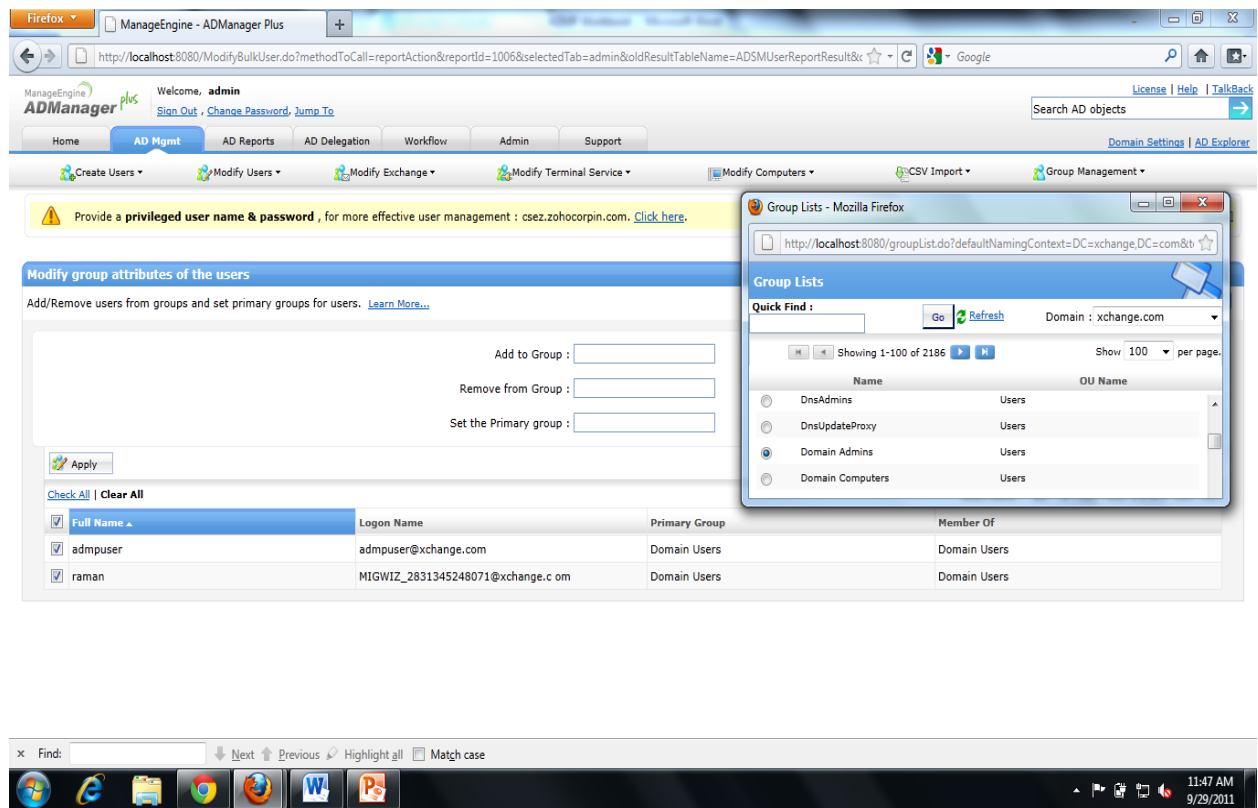 Firefox
ManageEngine - ADManager Plus
http://localhost:8080/ModifyBulkUser.do?methodToCall=reportAction&reportId=1006&selectedTab=admin&oldResultTableName=ADSMUserReportResult&c
Google
ManageEngine
ADManager plus
Welcome, admin
Sign Out , Change Password, Jump To
License | Help | TalkBack
Search AD objects
Home AD Mgmt AD Reports AD Delegation Workflow Admin Support
Domain Settings | AD Explorer
Create Users Modify Users Modify Exchange Modify Terminal Service Modify Computers CSV Import Group Management
Provide a privileged user name & password , for more effective user management : csez.zohocorpin.com. Click here.
Modify group attributes of the users
Add/Remove users from groups and set primary groups for users. Learn More...
Add to Group :
Remove from Group :
Set the Primary group :
Apply
Check All | Clear All
Full Name Logon Name Primary Group Member Of
admpuser admpuser@xchange.com Domain Users Domain Users
raman MIGWIZ_2831345248071@xchange.c om Domain Users Domain Users
Group Lists - Mozilla Firefox
http://localhost:8080/groupList.do?defaultNamingContext=DC=xchange,DC=com&t
Group Lists
Quick Find :
Go Refresh Domain : xchange.com
Showing 1-100 of 2186 Show 100 per page.
Name OU Name
DnsAdmins Users
DnsUpdateProxy Users
Domain Admins Users
Domain Computers Users
x Find: Next Previous Highlight all Match case
11:47 AM
9/29/2011